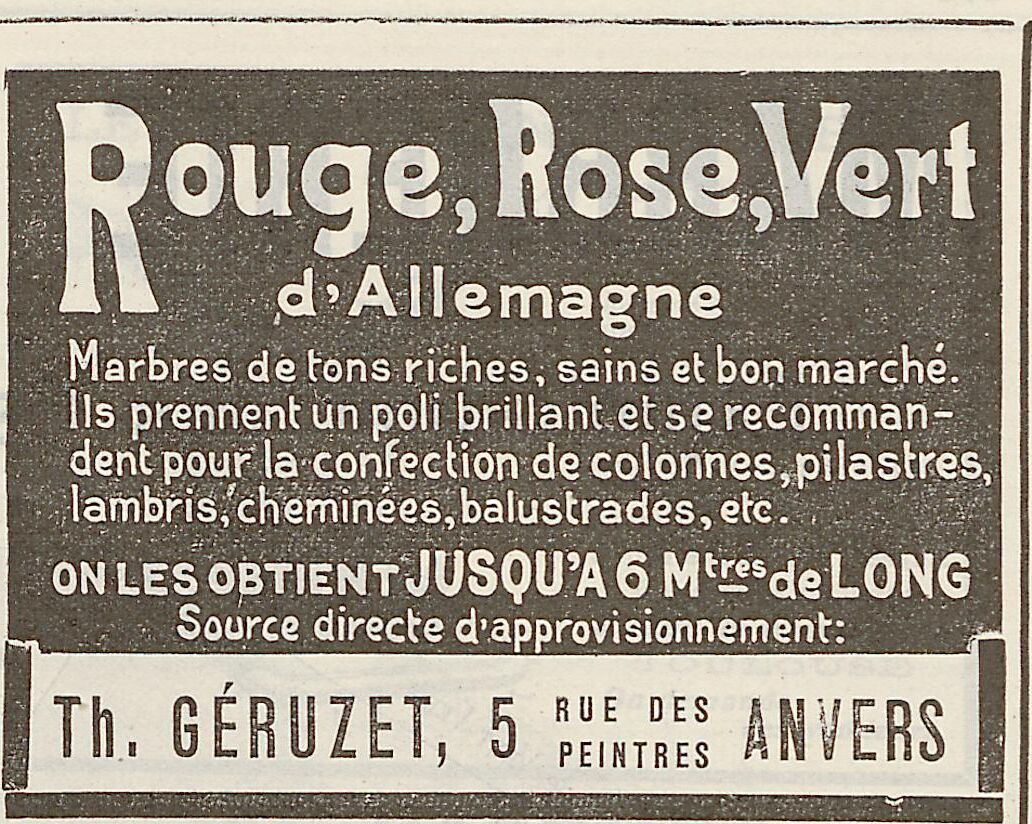 Rouge, Rose, Vert
d'Allemagne
Marbres de tons riches, sains et bon marché.
Ils prennent un poli brillant et se recomman-
dent pour la confection de colonnes, pilastres,
lambris, cheminées, balustrades, etc.
ON LES OBTIENT JUSQU'A 6 Mtres de LONG
Source directe d'approvisionnement:
Th. GÉRUZET, 5 RUE DES PEINTRES ANVERS